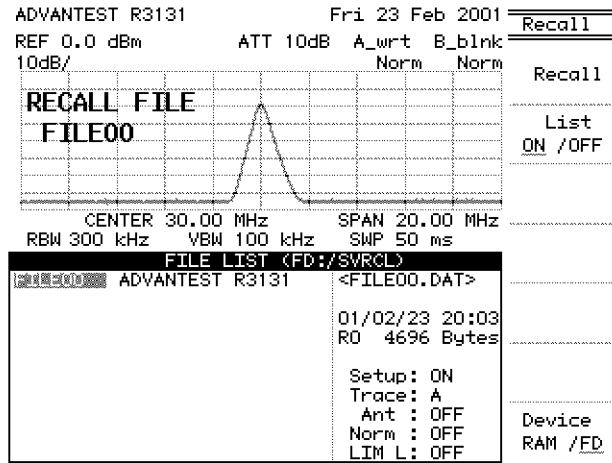 ADVANTEST R3131 Fri 23 Feb 2001
REF 0.0 dBm ATT 10dB A_wrt B_blnk
10dB/ Norm Norm
RECALL FILE
FILE00
CENTER 30.00 MHz SPAN 20.00 MHz
RBW 300 kHz VBW 100 kHz SWP 50 ms
FILE LIST (FD:/SVRCL)
FILE00 ADVANTEST R3131
<FILE00.DAT>
01/02/23 20:03
RO 4696 Bytes
Setup: ON
Trace: A
Ant : OFF
Norm : OFF
LIM L: OFF
Recall
Recall
List
ON /OFF
Device
RAM /FD